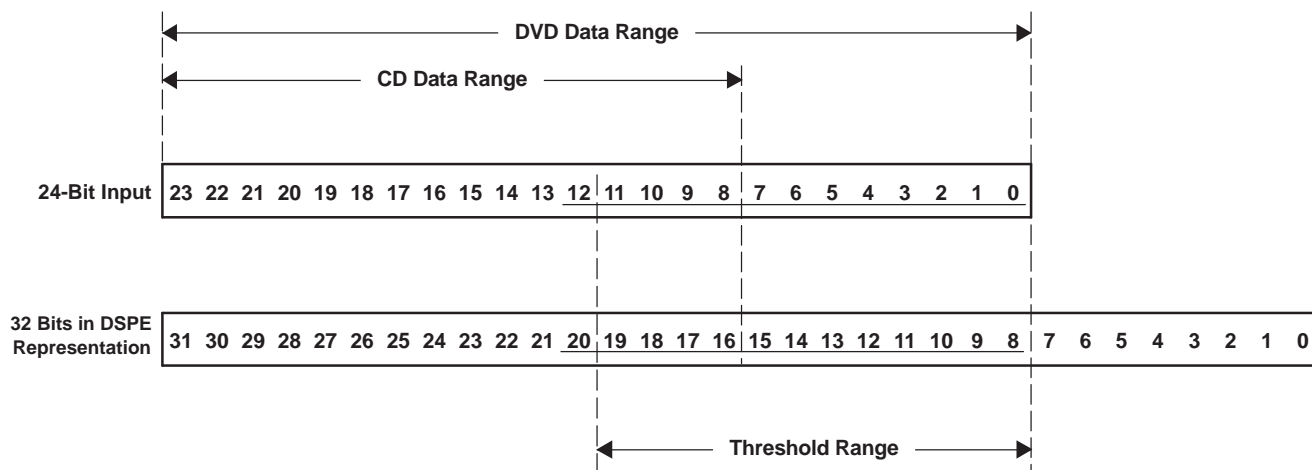 DVD Data Range
CD Data Range
24-Bit Input 23 22 21 20 19 18 17 16 15 14 13 12 11 10 9 8 7 6 5 4 3 2 1 0
32 Bits in DSPE
Representation
31 30 29 28 27 26 25 24 23 22 21 20 19 18 17 16 15 14 13 12 11 10 9 8 7 6 5 4 3 2 1 0
Threshold Range